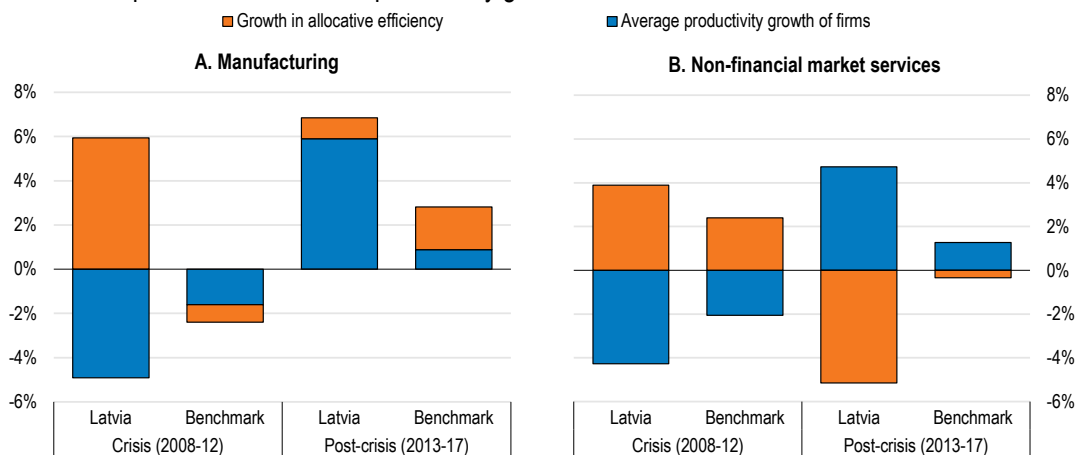 Growth in allocative efficiency Average productivity growth of firms
A. Manufacturing
B. Non-financial market services
8% 8%
6% 6%
4% 4%
2% 2%
0% 0%
-2% -2%
-4% -4%
-6% -6%
Latvia Benchmark Latvia Benchmark Latvia Benchmark Latvia Benchmark
Crisis (2008-12) Post-crisis (2013-17) Crisis (2008-12) Post-crisis (2013-17)